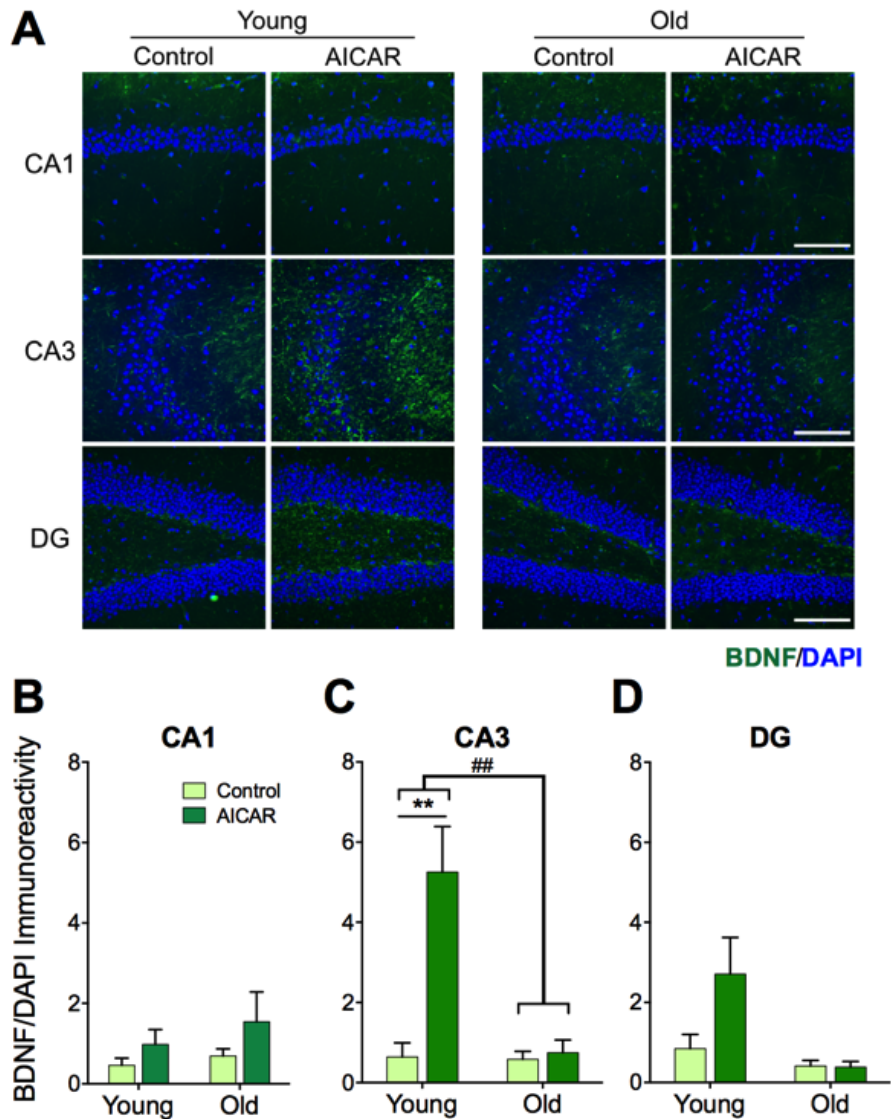 A
Young Old
Control AICAR Control AICAR
CA1
CA3
DG
BDNF/DAPI
B C D
CA1 CA3 DG
BDNF/DAPI Immunoreactivity
8
6
4
2
0
Control
AICAR
Young Old
8
6
4
2
0
##
**
Young Old
8
6
4
2
0
Young Old